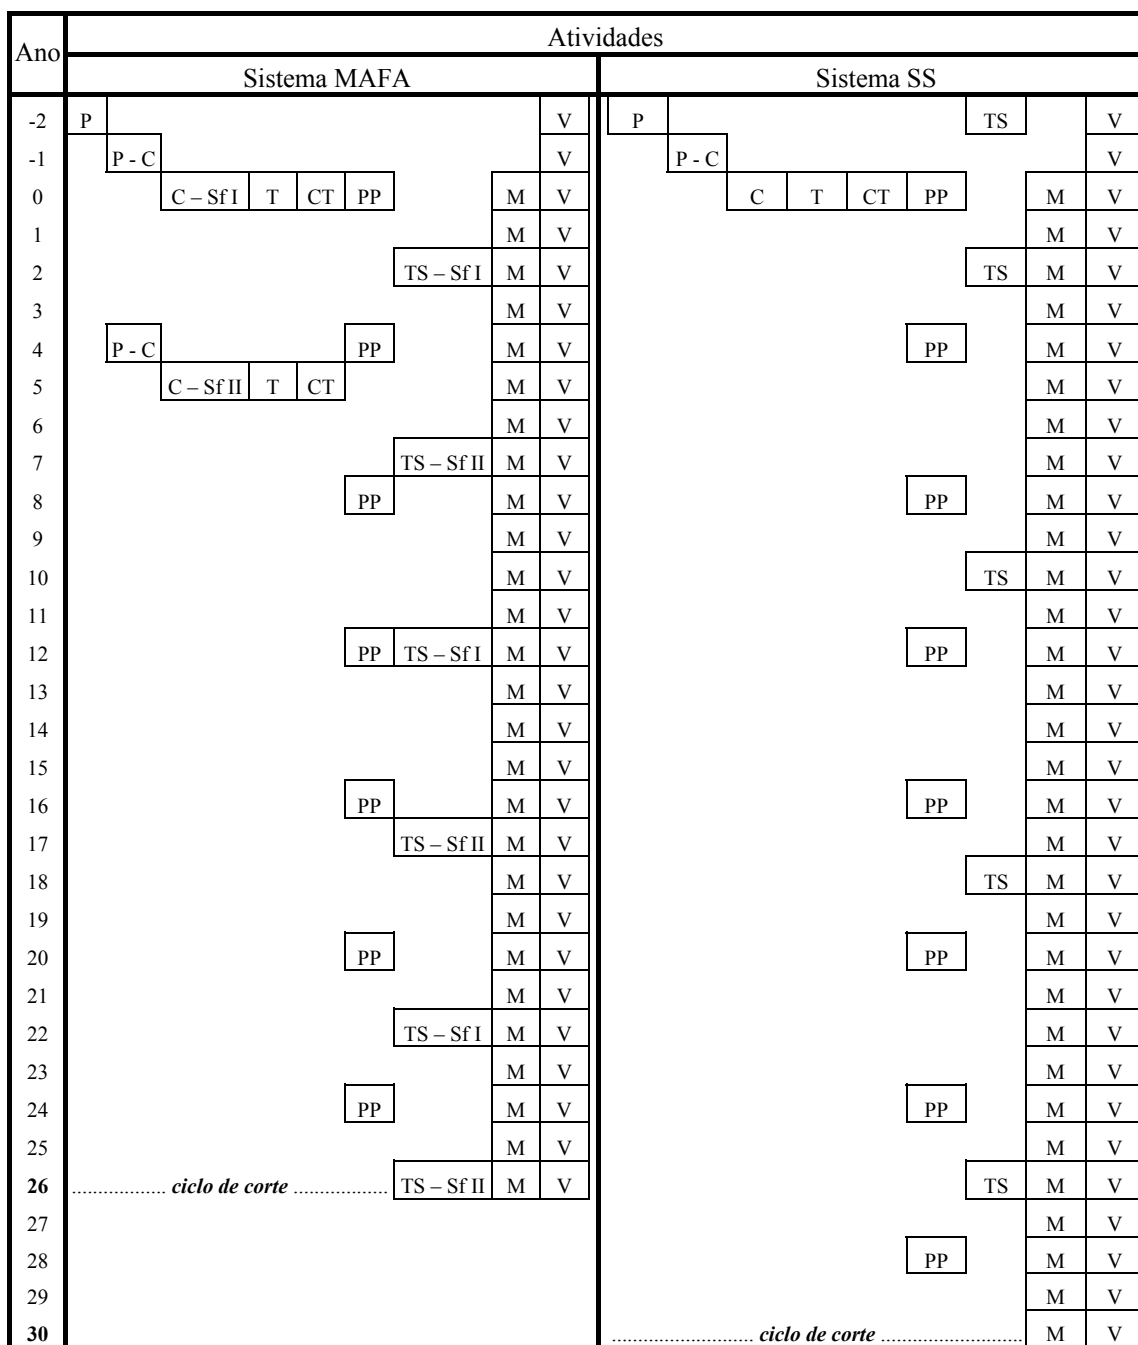 Ano Atividades
Sistema MAFA Sistema SS
-2 P V P TS V
-1 P - C V P - C V
0 C – Sf I T CT PP M V C T CT PP M V
1 M V M V
2 TS – Sf I M V TS M V
3 M V M V
4 P - C PP M V PP M V
5 C – Sf II T CT M V M V
6 M V M V
7 TS – Sf II M V M V
8 PP M V PP M V
9 M V M V
10 M V TS M V
11 M V M V
12 PP TS – Sf I M V PP M V
13 M V M V
14 M V M V
15 M V M V
16 PP M V PP M V
17 TS – Sf II M V M V
18 M V TS M V
19 M V M V
20 PP M V PP M V
21 M V M V
22 TS – Sf I M V M V
23 M V M V
24 PP M V PP M V
25 M V M V
26 ................... ciclo de corte ................... TS – Sf II M V TS M V
27 M V
28 PP M V
29 M V
30 ............................ ciclo de corte ............................ M V